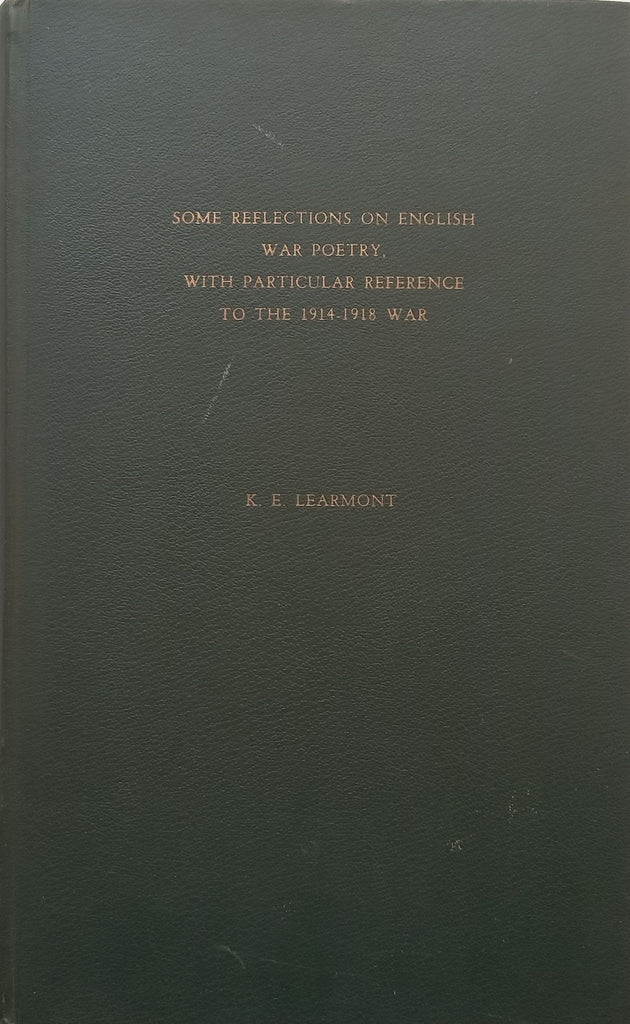 SOME REFLECTIONS ON ENGLISH
WAR POETRY,
WITH PARTICULAR REFERENCE
TO THE 1914-1918 WAR
K. E. LEARMONT